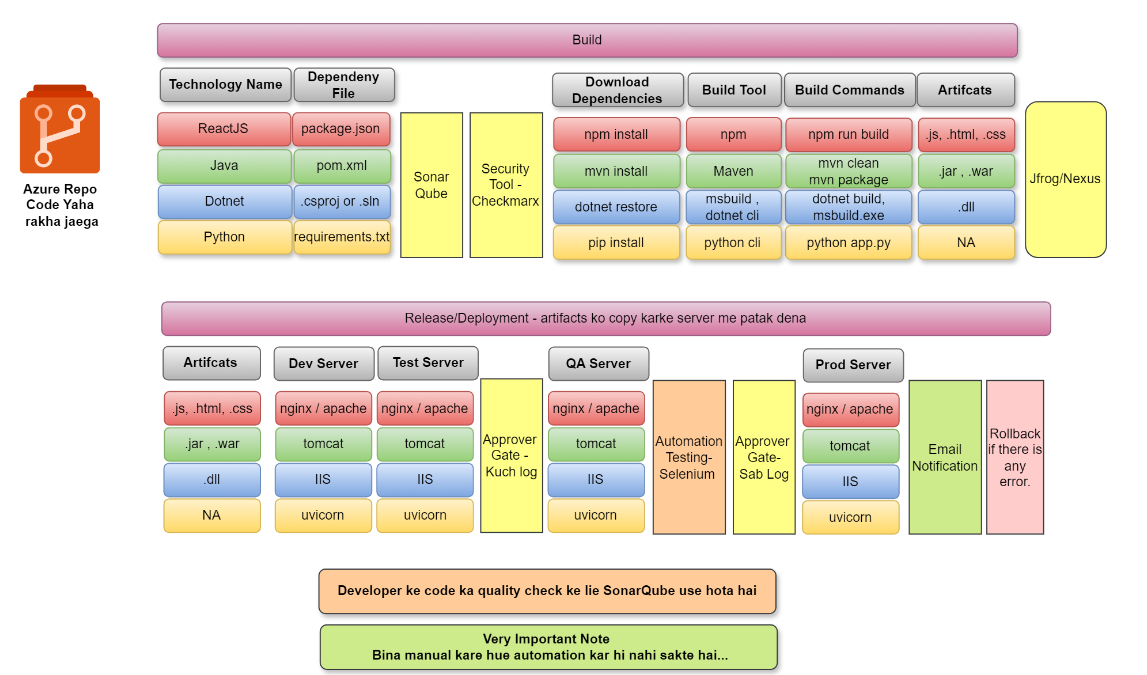 Build
Technology Name
Dependeny
File
Download
Dependencies
Build Tool
Build Commands
Artifcats
Azure Repo
Code Yaha
rakha jaega
ReactJS
package.json
Java
pom.xml
Dotnet
.csproj or .sln
Python
requirements.txt
Sonar
Qube
Security
Tool -
Checkmarx
npm install
npm
npm run build
.js, .html, .css
mvn install
Maven
mvn clean
mvn package
.jar , .war
dotnet restore
msbuild ,
dotnet cli
dotnet build,
msbuild.exe
.dll
pip install
python cli
python app.py
NA
Jfrog/Nexus
Release/Deployment - artifacts ko copy karke server me patak dena
Artifcats
Dev Server
Test Server
QA Server
Prod Server
.js, .html, .css
nginx / apache
nginx / apache
.jar , .war
tomcat
tomcat
.dll
IIS
IIS
NA
uvicorn
uvicorn
Approver
Gate -
Kuch log
nginx / apache
tomcat
IIS
uvicorn
Automation
Testing-
Selenium
Approver
Gate-
Sab Log
nginx / apache
tomcat
IIS
uvicorn
Email
Notification
Rollback
if there is
any
error.
Developer ke code ka quality check ke lie SonarQube use hota hai
Very Important Note
Bina manual kare hue automation kar hi nahi sakte hai...